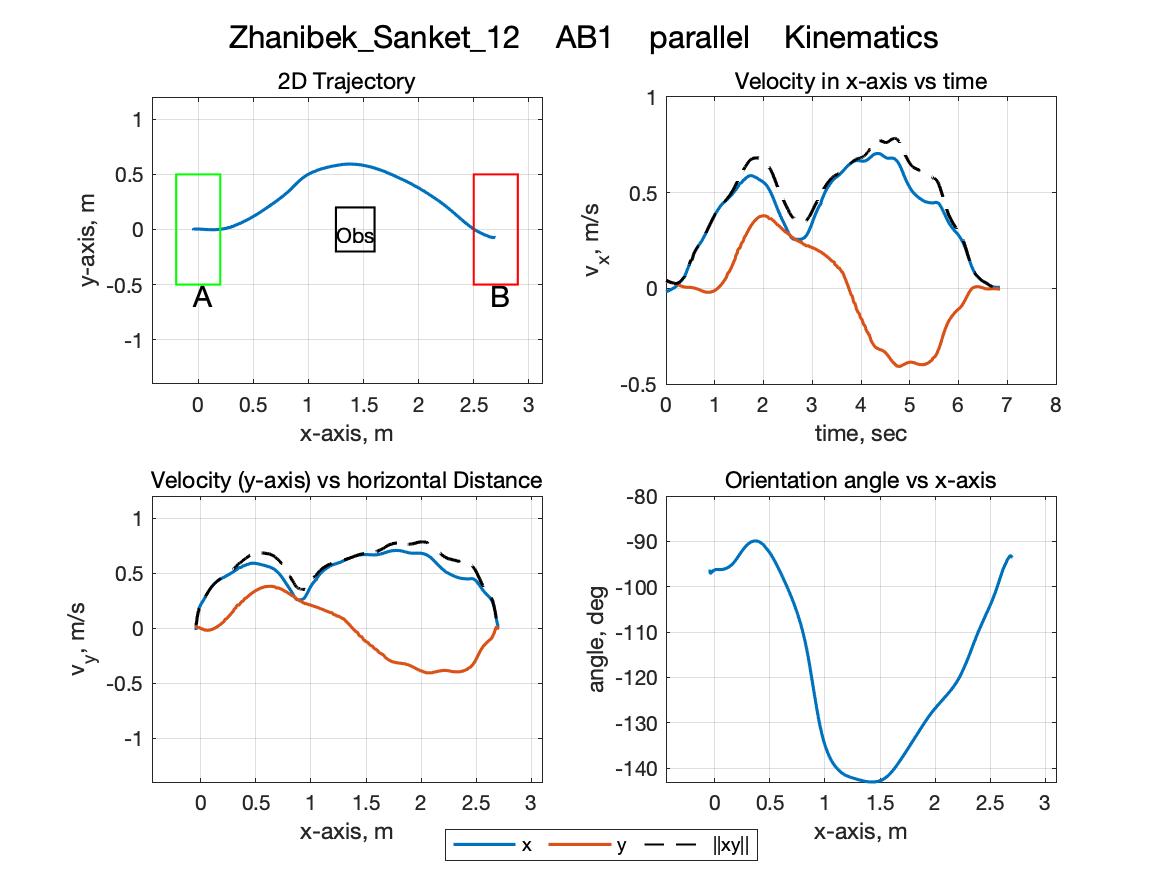 Zhanibek_Sanket_12 AB1 parallel Kinematics
2D Trajectory
1
0.5
0
-0.5
-1
y-axis, m
Obs
A
B
0 0.5 1 1.5 2 2.5 3
x-axis, m
Velocity in x-axis vs time
1
0.5
0
-0.5
v_x, m/s
0 1 2 3 4 5 6 7 8
time, sec
Velocity (y-axis) vs horizontal Distance
1
0.5
0
-0.5
-1
v_y, m/s
0 0.5 1 1.5 2 2.5 3
x-axis, m
Orientation angle vs x-axis
-80
-90
-100
-110
-120
-130
-140
angle, deg
0 0.5 1 1.5 2 2.5 3
x-axis, m
x y ||xy||